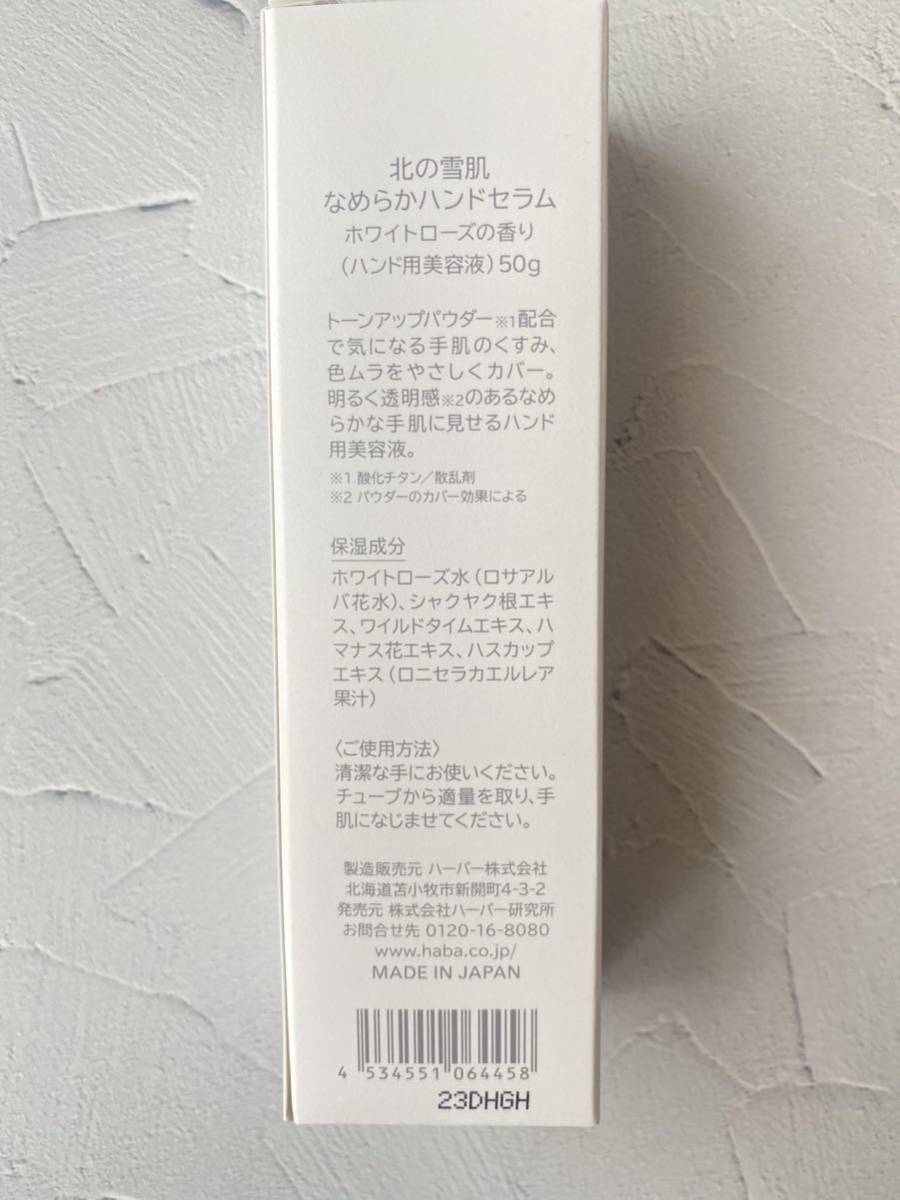 北の雪肌
なめらかハンドセラム
ホワイトローズの香り
(ハンド用美容液)50g
トーンアップパウダー※1配合
で気になる手肌のくすみ、
色ムラをやさしくカバー。
明るく透明感※2のあるなめ
らかな手肌に見せるハンド
用美容液。
※1 酸化チタン/散乱剤
※2 パウダーのカバー効果による
保湿成分
ホワイトローズ水(ロサアル
バ花水)、シャクヤク根エキ
ス、ワイルドタイムエキス、ハ
マナス花エキス、ハスカップ
エキス(ロニセラカエルレア
果汁)
〈ご使用方法〉
清潔な手にお使いください。
チューブから適量を取り、手
肌になじませてください。
製造販売元 ハーバー株式会社
北海道苫小牧市新開町4-3-2
発売元 株式会社ハーバー研究所
お問合せ先 0120-16-8080
www.haba.co.jp/
MADE IN JAPAN
4 534551 064458
23DHGH